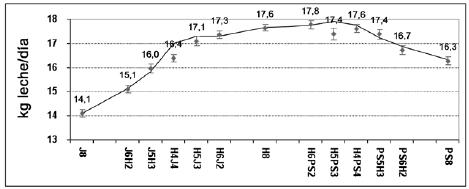 kg leche/día
18
17
16
15
14
13
14,1
15,1
16,0
16,4
17,1
17,3
17,6
17,8
17,4
17,6
17,4
16,7
16,3
J8
J6H2
J5H3
H4J4
H5J3
H6J2
H8
H6PS2
H5PS3
H4PS4
PS5H3
PS6H2
PS8